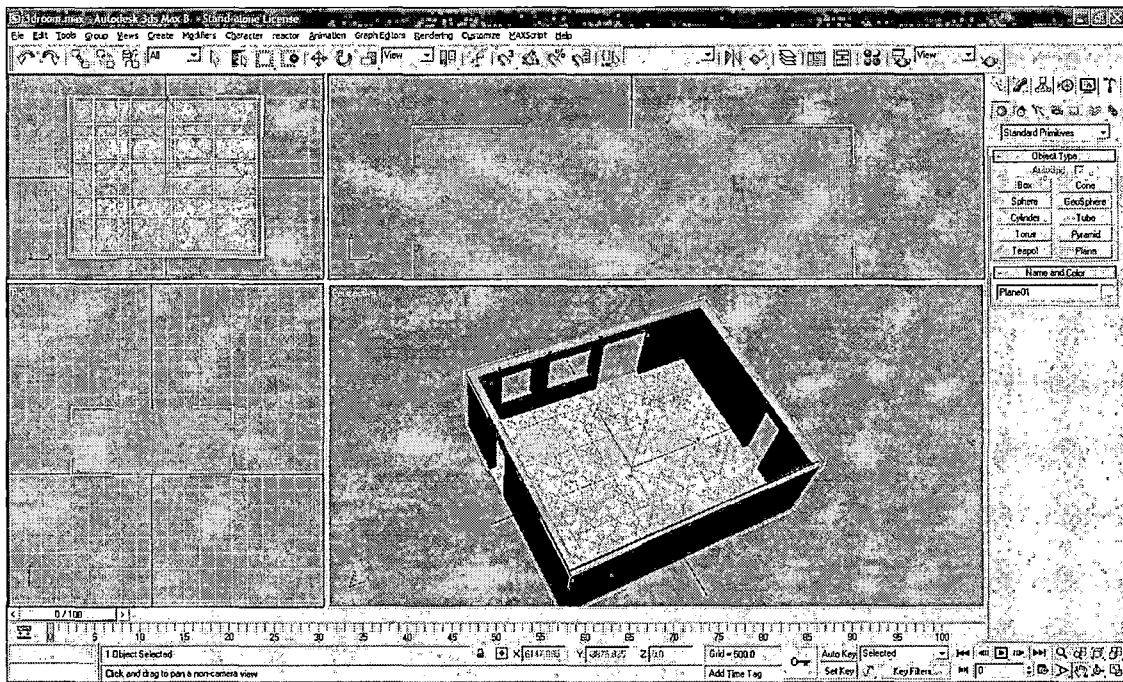 3droom.max - Autodesk 3ds Max 8 - Stand-alone License
File Edit Tools Group Views Create Modifiers Character reactor Animation Graph Editors Rendering Customize MAXScript Help
All View View
Standard Primitives
Object Type
AutoGrid
Box Cone
Sphere GeoSphere
Cylinder Tube
Torus Pyramid
Teapot Plane
Name and Color
Plane01
0 / 100
0 5 10 15 20 25 30 35 40 45 50 55 60 65 70 75 80 85 90 95 100
1 Object Selected X Y Z Grid = 500.0 Auto Key Selected
Click and drag to pan a non-camera view Add Time Tag Set Key Key Filters... 0